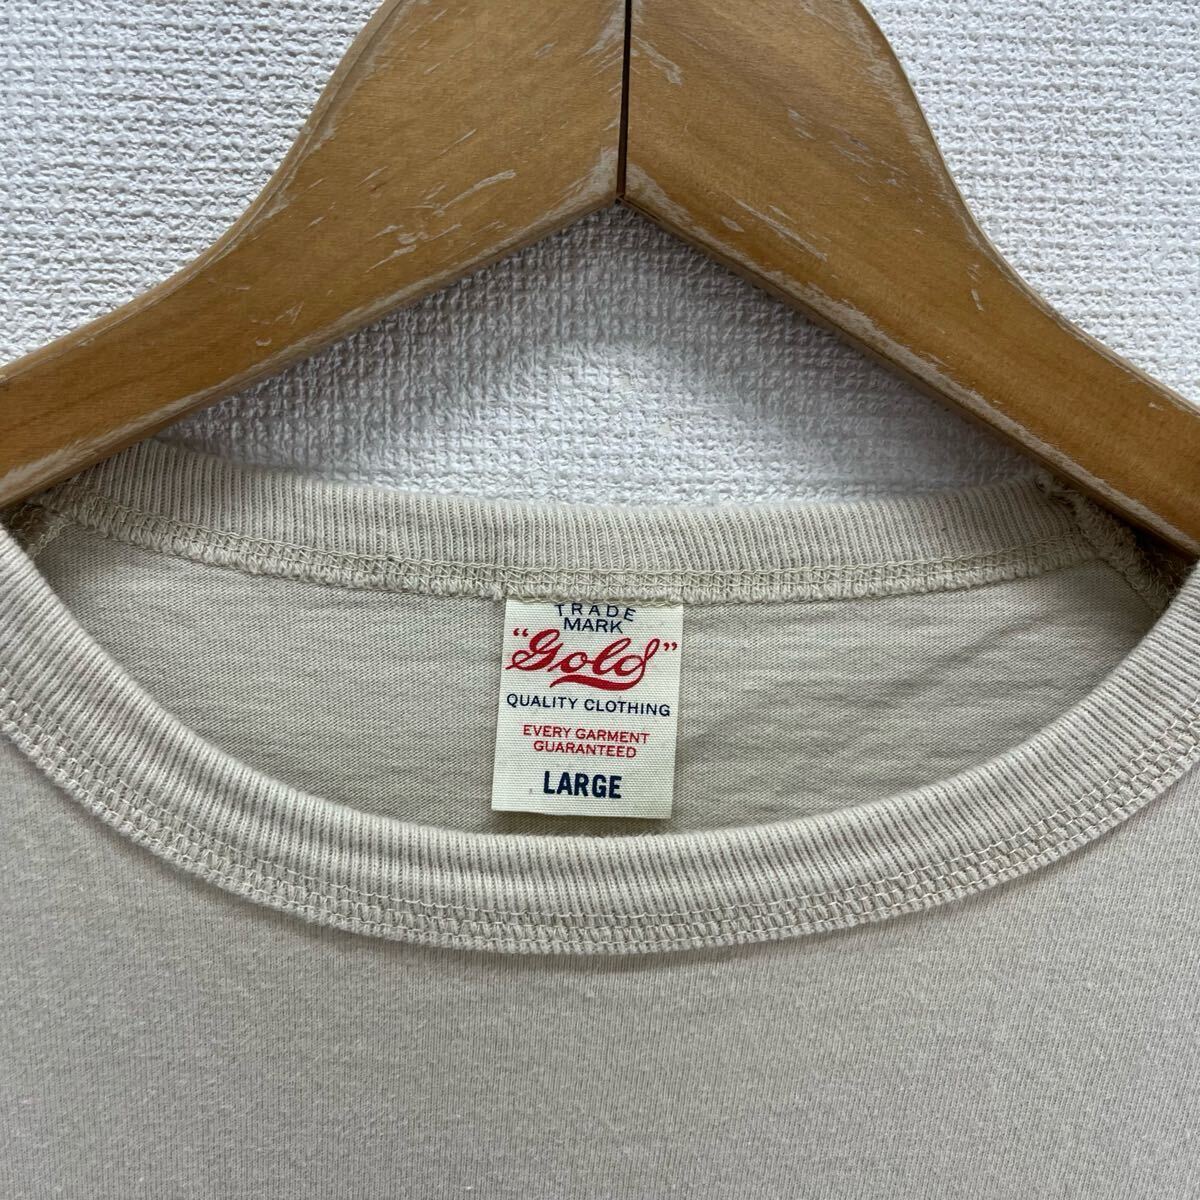 TRADE
MARK
"Gold"
QUALITY CLOTHING
EVERY GARMENT
GUARANTEED
LARGE